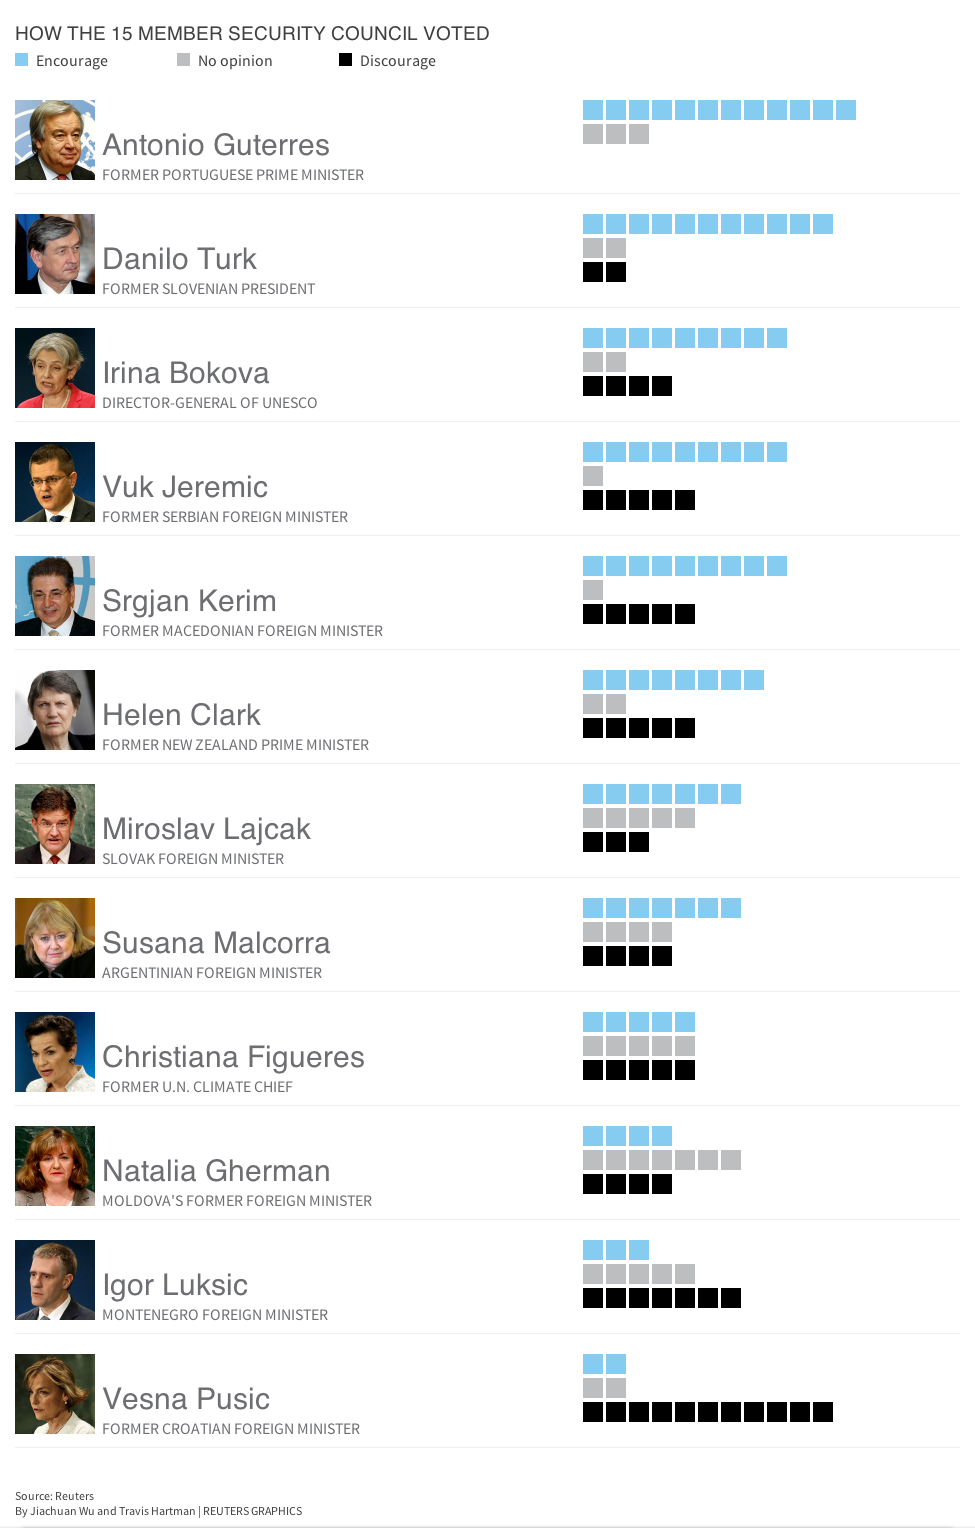 HOW THE 15 MEMBER SECURITY COUNCIL VOTED
Encourage No opinion Discourage
Antonio Guterres
FORMER PORTUGUESE PRIME MINISTER
Danilo Turk
FORMER SLOVENIAN PRESIDENT
Irina Bokova
DIRECTOR-GENERAL OF UNESCO
Vuk Jeremic
FORMER SERBIAN FOREIGN MINISTER
Srgjan Kerim
FORMER MACEDONIAN FOREIGN MINISTER
Helen Clark
FORMER NEW ZEALAND PRIME MINISTER
Miroslav Lajcak
SLOVAK FOREIGN MINISTER
Susana Malcorra
ARGENTINIAN FOREIGN MINISTER
Christiana Figueres
FORMER U.N. CLIMATE CHIEF
Natalia Gherman
MOLDOVA'S FORMER FOREIGN MINISTER
Igor Luksic
MONTENEGRO FOREIGN MINISTER
Vesna Pusic
FORMER CROATIAN FOREIGN MINISTER
Source: Reuters
By Jiachuan Wu and Travis Hartman | REUTERS GRAPHICS